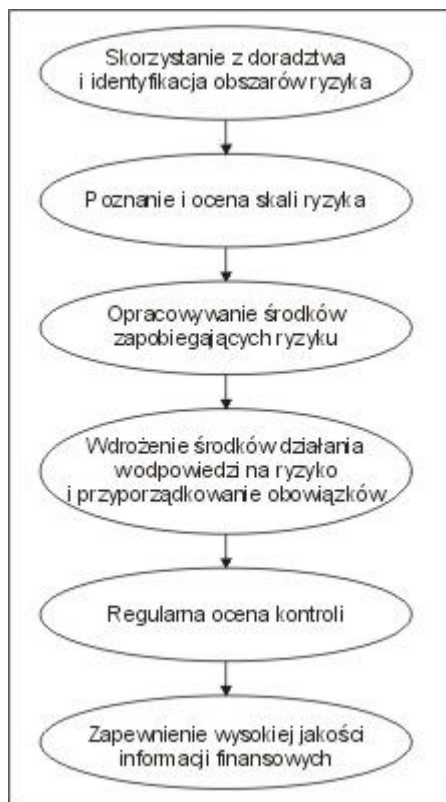 Skorzystanie z doradztwa
i identyfikacja obszarów ryzyka
Poznanie i ocena skali ryzyka
Opracowywanie środków
zapobiegających ryzyku
Wdrożenie środków działania
wodpowiedzi na ryzyko
i przyporządkowanie obowiązków
Regularna ocena kontroli
Zapewnienie wysokiej jakości
informacji finansowych